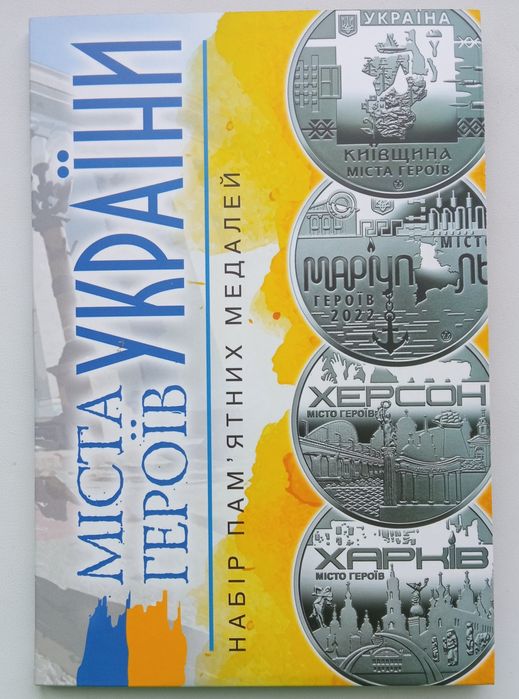 МІСТА
ГЕРОЇВ
УКРАЇНИ
НАБІР ПАМ'ЯТНИХ МЕДАЛЕЙ
УКРАЇНА
КИЇВЩИНА
МІСТА ГЕРОЇВ
МІСТО
МАРІУПОЛЬ
ГЕРОЇВ
2022
ХЕРСОН
МІСТО ГЕРОЇВ
ХАРКІВ
МІСТО ГЕРОЇВ